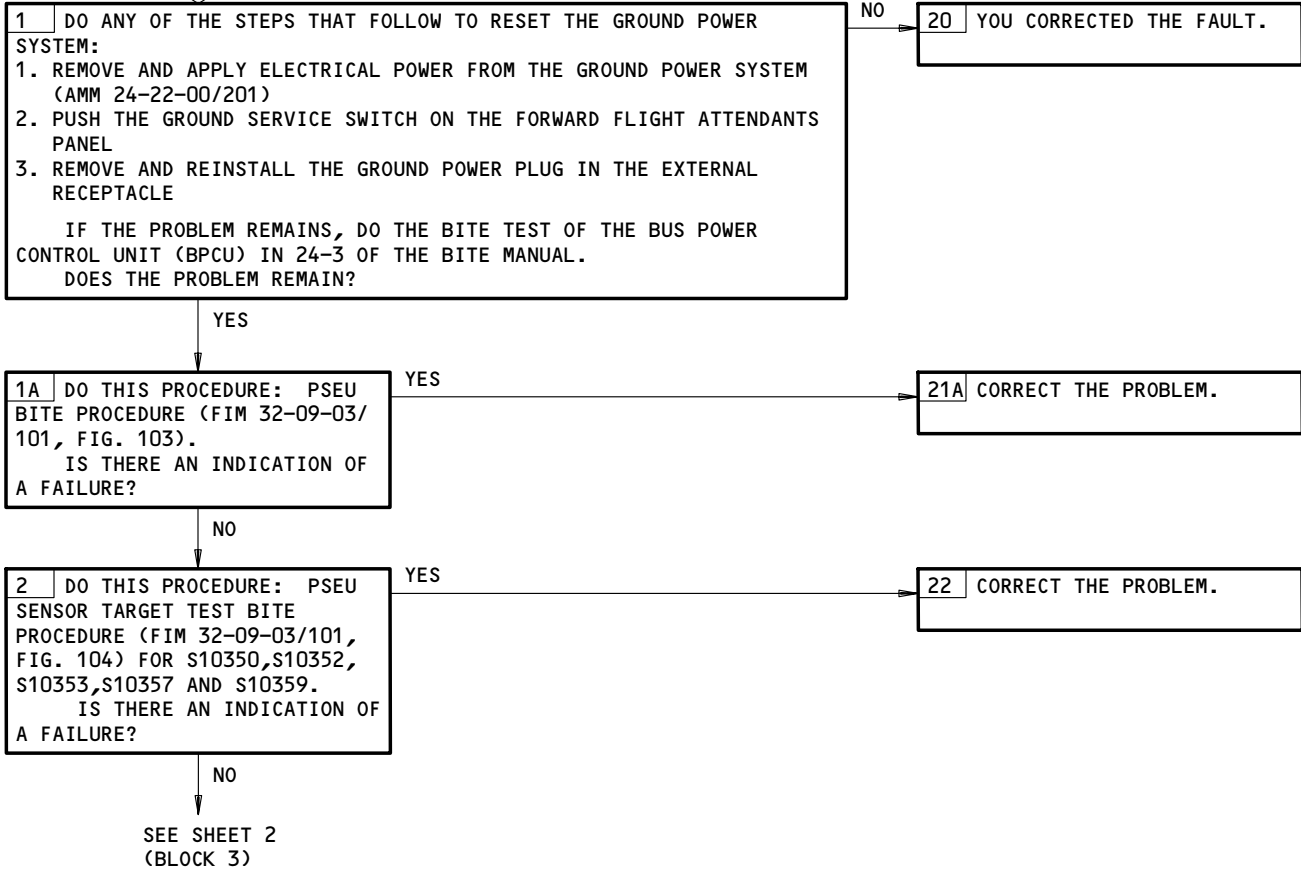 1 DO ANY OF THE STEPS THAT FOLLOW TO RESET THE GROUND POWER
SYSTEM:
1. REMOVE AND APPLY ELECTRICAL POWER FROM THE GROUND POWER SYSTEM
(AMM 24-22-00/201)
2. PUSH THE GROUND SERVICE SWITCH ON THE FORWARD FLIGHT ATTENDANTS
PANEL
3. REMOVE AND REINSTALL THE GROUND POWER PLUG IN THE EXTERNAL
RECEPTACLE
IF THE PROBLEM REMAINS, DO THE BITE TEST OF THE BUS POWER
CONTROL UNIT (BPCU) IN 24-3 OF THE BITE MANUAL.
DOES THE PROBLEM REMAIN?
NO
20 YOU CORRECTED THE FAULT.
YES
1A DO THIS PROCEDURE: PSEU
BITE PROCEDURE (FIM 32-09-03/
101, FIG. 103).
IS THERE AN INDICATION OF
A FAILURE?
YES
21A CORRECT THE PROBLEM.
NO
2 DO THIS PROCEDURE: PSEU
SENSOR TARGET TEST BITE
PROCEDURE (FIM 32-09-03/101,
FIG. 104) FOR S10350,S10352,
S10353,S10357 AND S10359.
IS THERE AN INDICATION OF
A FAILURE?
YES
22 CORRECT THE PROBLEM.
NO
SEE SHEET 2
(BLOCK 3)